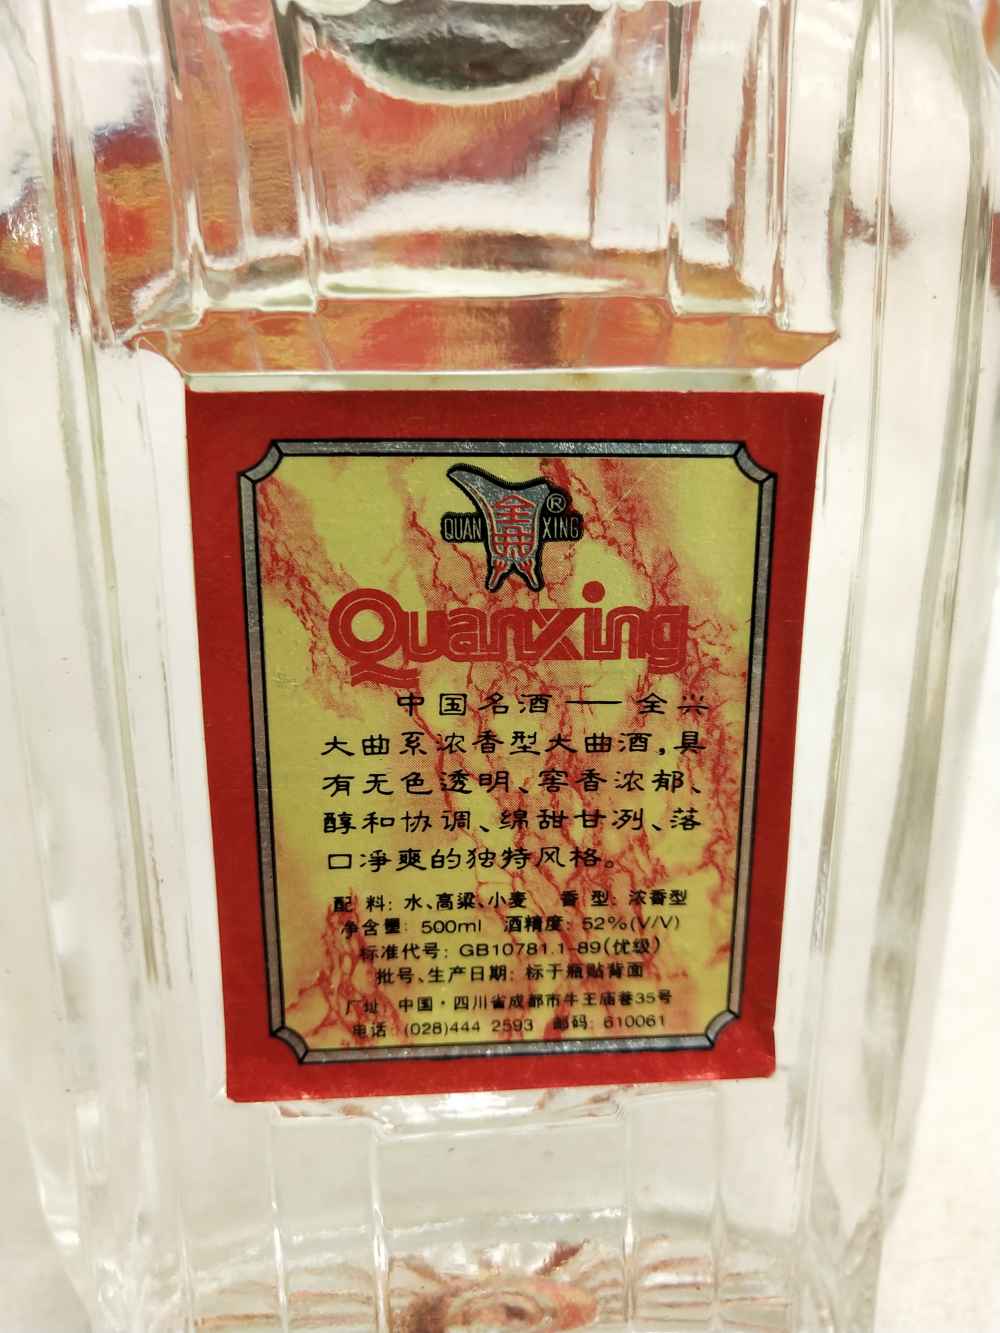 全兴
QUAN XING ®
Quanxing
中国名酒——全兴
大曲系浓香型大曲酒,具
有无色透明、窖香浓郁、
醇和协调、绵甜甘冽、落
口净爽的独特风格。
配 料: 水、高粱、小麦 香 型: 浓香型
净含量: 500ml 酒精度: 52%(V/V)
标准代号: GB10781.1-89(优级)
批号、生产日期: 标于瓶贴背面
厂址 中国·四川省成都市牛王庙巷35号
电话: (028)444 2593 邮码: 610061